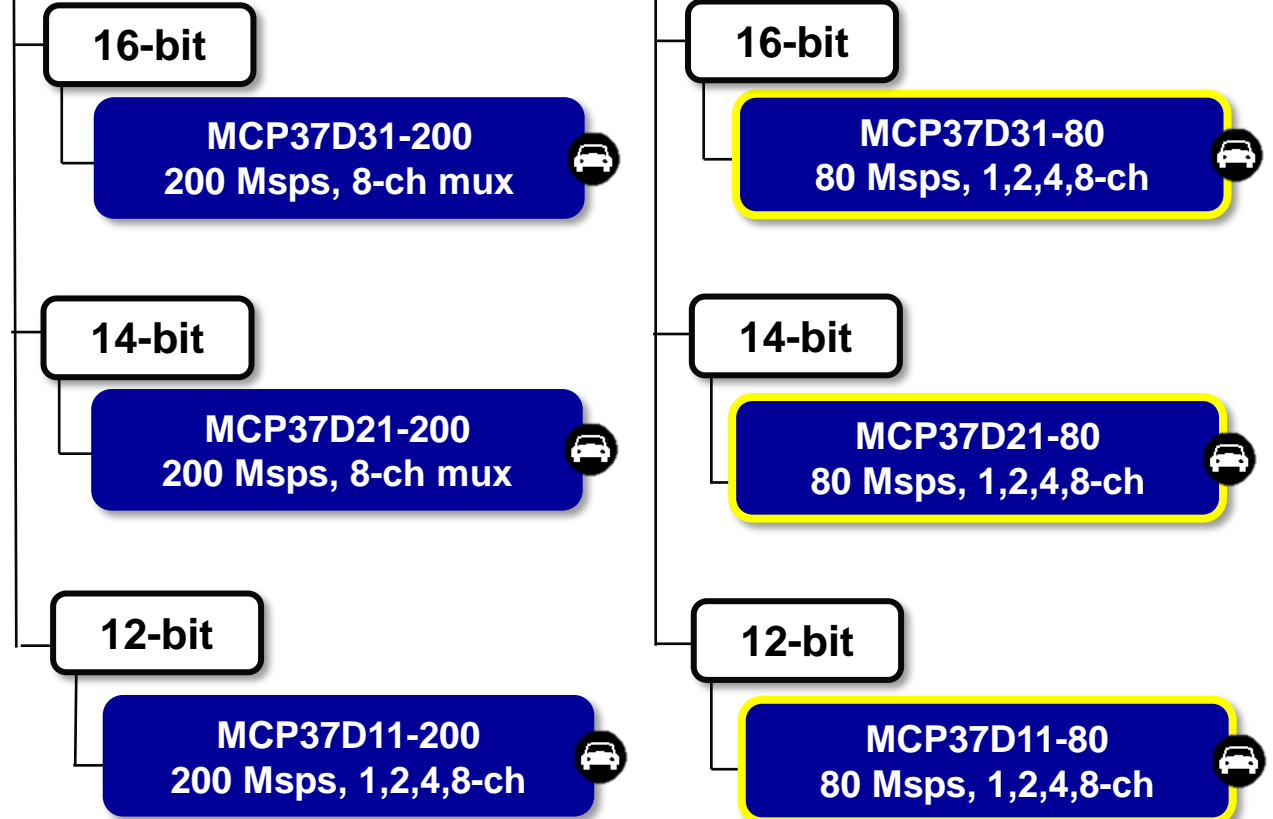 16-bit
MCP37D31-200
200 Msps, 8-ch mux
14-bit
MCP37D21-200
200 Msps, 8-ch mux
12-bit
MCP37D11-200
200 Msps, 1,2,4,8-ch
16-bit
MCP37D31-80
80 Msps, 1,2,4,8-ch
14-bit
MCP37D21-80
80 Msps, 1,2,4,8-ch
12-bit
MCP37D11-80
80 Msps, 1,2,4,8-ch